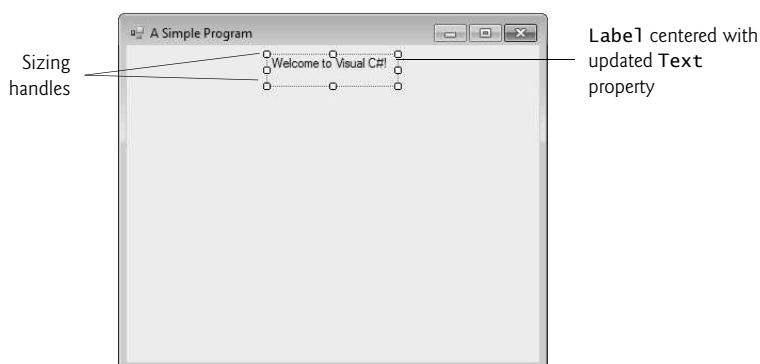 A Simple Program
Sizing
handles
Welcome to Visual C#!
Label centered with
updated Text
property